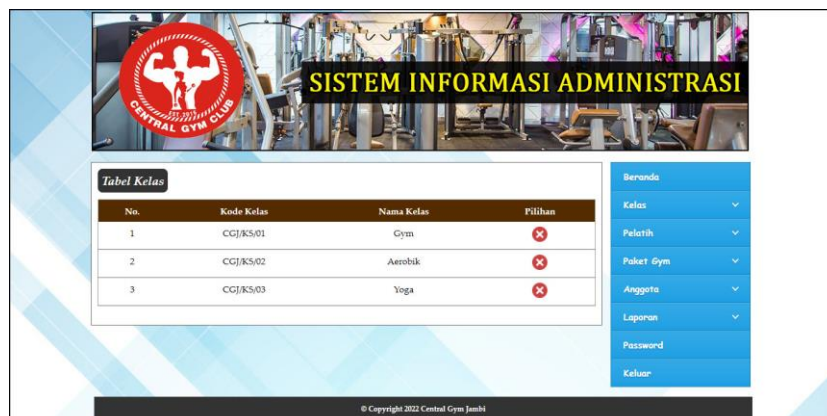 SISTEM INFORMASI ADMINISTRASI
EST. 2015
CENTRAL GYM CLUB
Tabel Kelas
No. Kode Kelas Nama Kelas Pilihan
1 CGJ/KS/01 Gym
2 CGJ/KS/02 Aerobik
3 CGJ/KS/03 Yoga
Beranda
Kelas
Pelatih
Paket Gym
Anggota
Laporan
Password
Keluar
© Copyright 2022 Central Gym Jambi